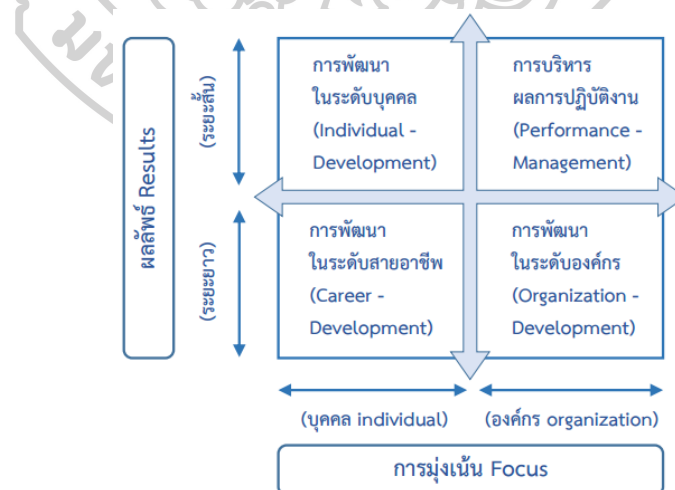 ผลลัพธ์ Results
(ระยะสั้น)
(ระยะยาว)
การพัฒนา
ในระดับบุคคล
(Individual -
Development)
การบริหาร
ผลการปฏิบัติงาน
(Performance -
Management)
การพัฒนา
ในระดับสายอาชีพ
(Career -
Development)
การพัฒนา
ในระดับองค์กร
(Organization -
Development)
(บุคคล individual)
(องค์กร organization)
การมุ่งเน้น Focus